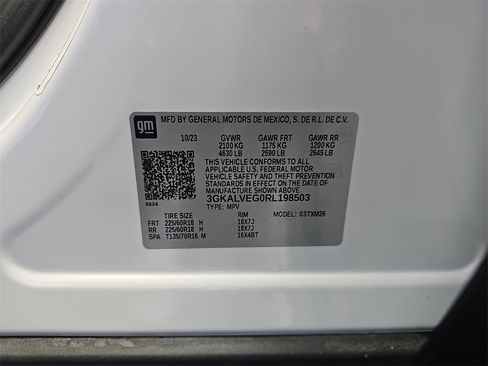 gm
MFD BY GENERAL MOTORS DE MEXICO, S. DE R.L. DE C.V.
10/23 GVWR GAWR FRT GAWR RR
2100 KG 1175 KG 1200 KG
4630 LB 2590 LB 2645 LB
THIS VEHICLE CONFORMS TO ALL
APPLICABLE U.S. FEDERAL MOTOR
VEHICLE SAFETY AND THEFT
PREVENTION STANDARDS IN EFFECT
ON THE DATE OF
MANUFACTURE SHOWN ABOVE.
3GKALVEG0RL198503
TYPE: MPV
TIRE SIZE RIM MODEL: 03TXM26
FRT 225/60R18 H 18X7J
RR 225/60R18 H 18X7J
SPA T135/70R16 M 16X4BT